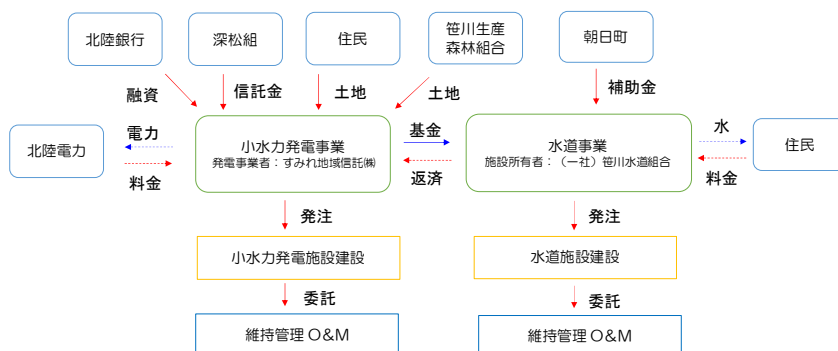 北陸銀行
深松組
住民
笹川生産
森林組合
朝日町
融資
信託金
土地
土地
補助金
北陸電力
電力
料金
小水力発電事業
発電事業者：すみれ地域信託㈱
基金
返済
水道事業
施設所有者：（一社）笹川水道組合
水
料金
住民
発注
発注
小水力発電施設建設
水道施設建設
委託
委託
維持管理 O&M
維持管理 O&M